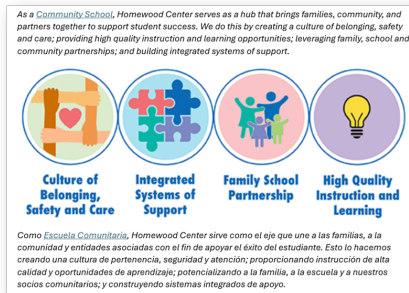 As a Community School, Homewood Center serves as a hub that brings families, community, and
partners together to support student success. We do this by creating a culture of belonging, safety
and care; providing high quality instruction and learning opportunities; leveraging family, school and
community partnerships; and building integrated systems of support.
Culture of
Belonging,
Safety and Care
Integrated
Systems of
Support
Family School
Partnership
High Quality
Instruction and
Learning
Como Escuela Comunitaria, Homewood Center sirve como el eje que une a las familias, a la
comunidad y entidades asociadas con el fin de apoyar el éxito del estudiante. Esto lo hacemos
creando una cultura de pertenencia, seguridad y atención; proporcionando instrucción de alta
calidad y oportunidades de aprendizaje; potencializando a la familia, a la escuela y a nuestros
socios comunitarios; y construyendo sistemas integrados de apoyo.